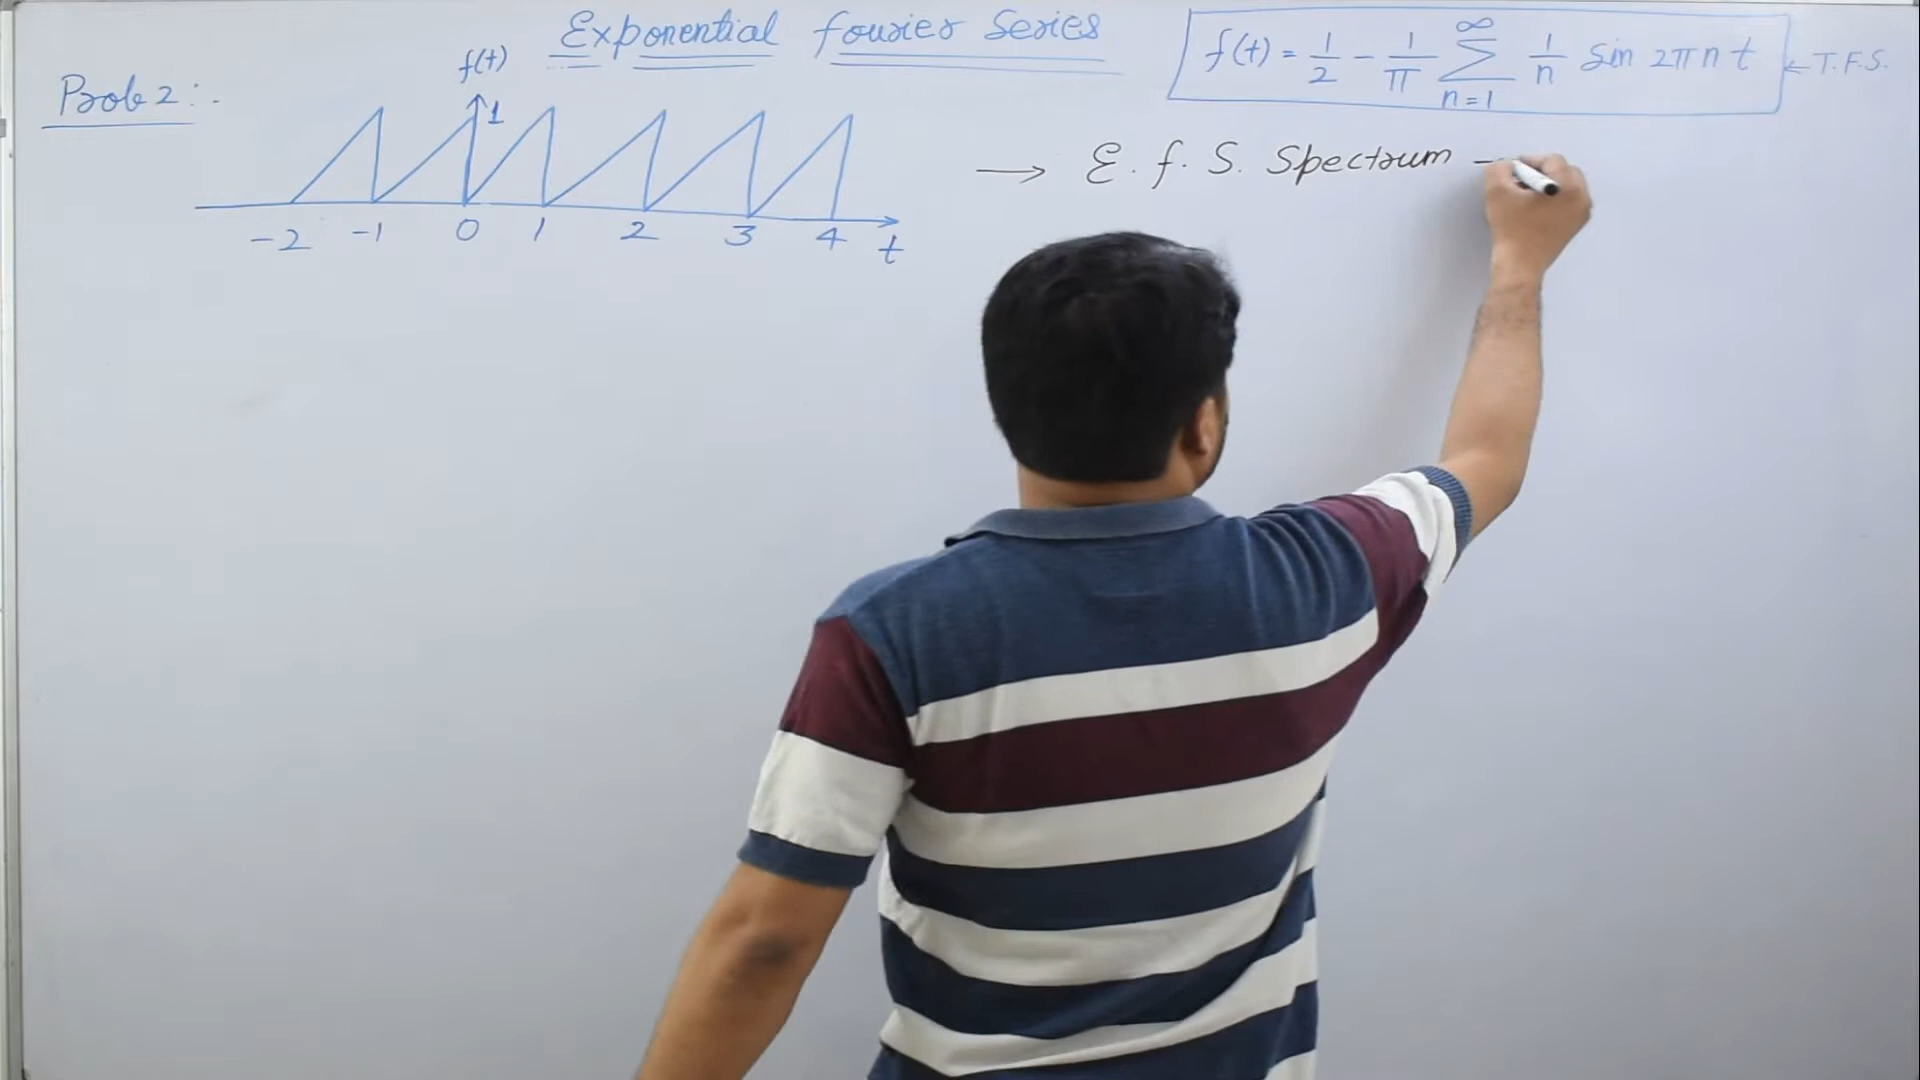 Exponential fourier Series
f(t) = 1/2 - 1/π ∑_{n=1}^{∞} 1/n Sin 2πnt ← T.F.S.
Prob 2:.
f(t)
1
-2 -1 0 1 2 3 4 t
→ E. f. S. Spectrum -